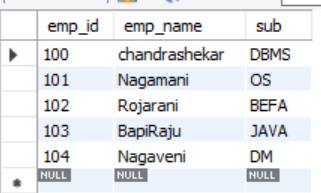 emp_id emp_name sub
100 chandrashekar DBMS
101 Nagamani OS
102 Rojarani BEFA
103 BapiRaju JAVA
104 Nagaveni DM
NULL NULL NULL